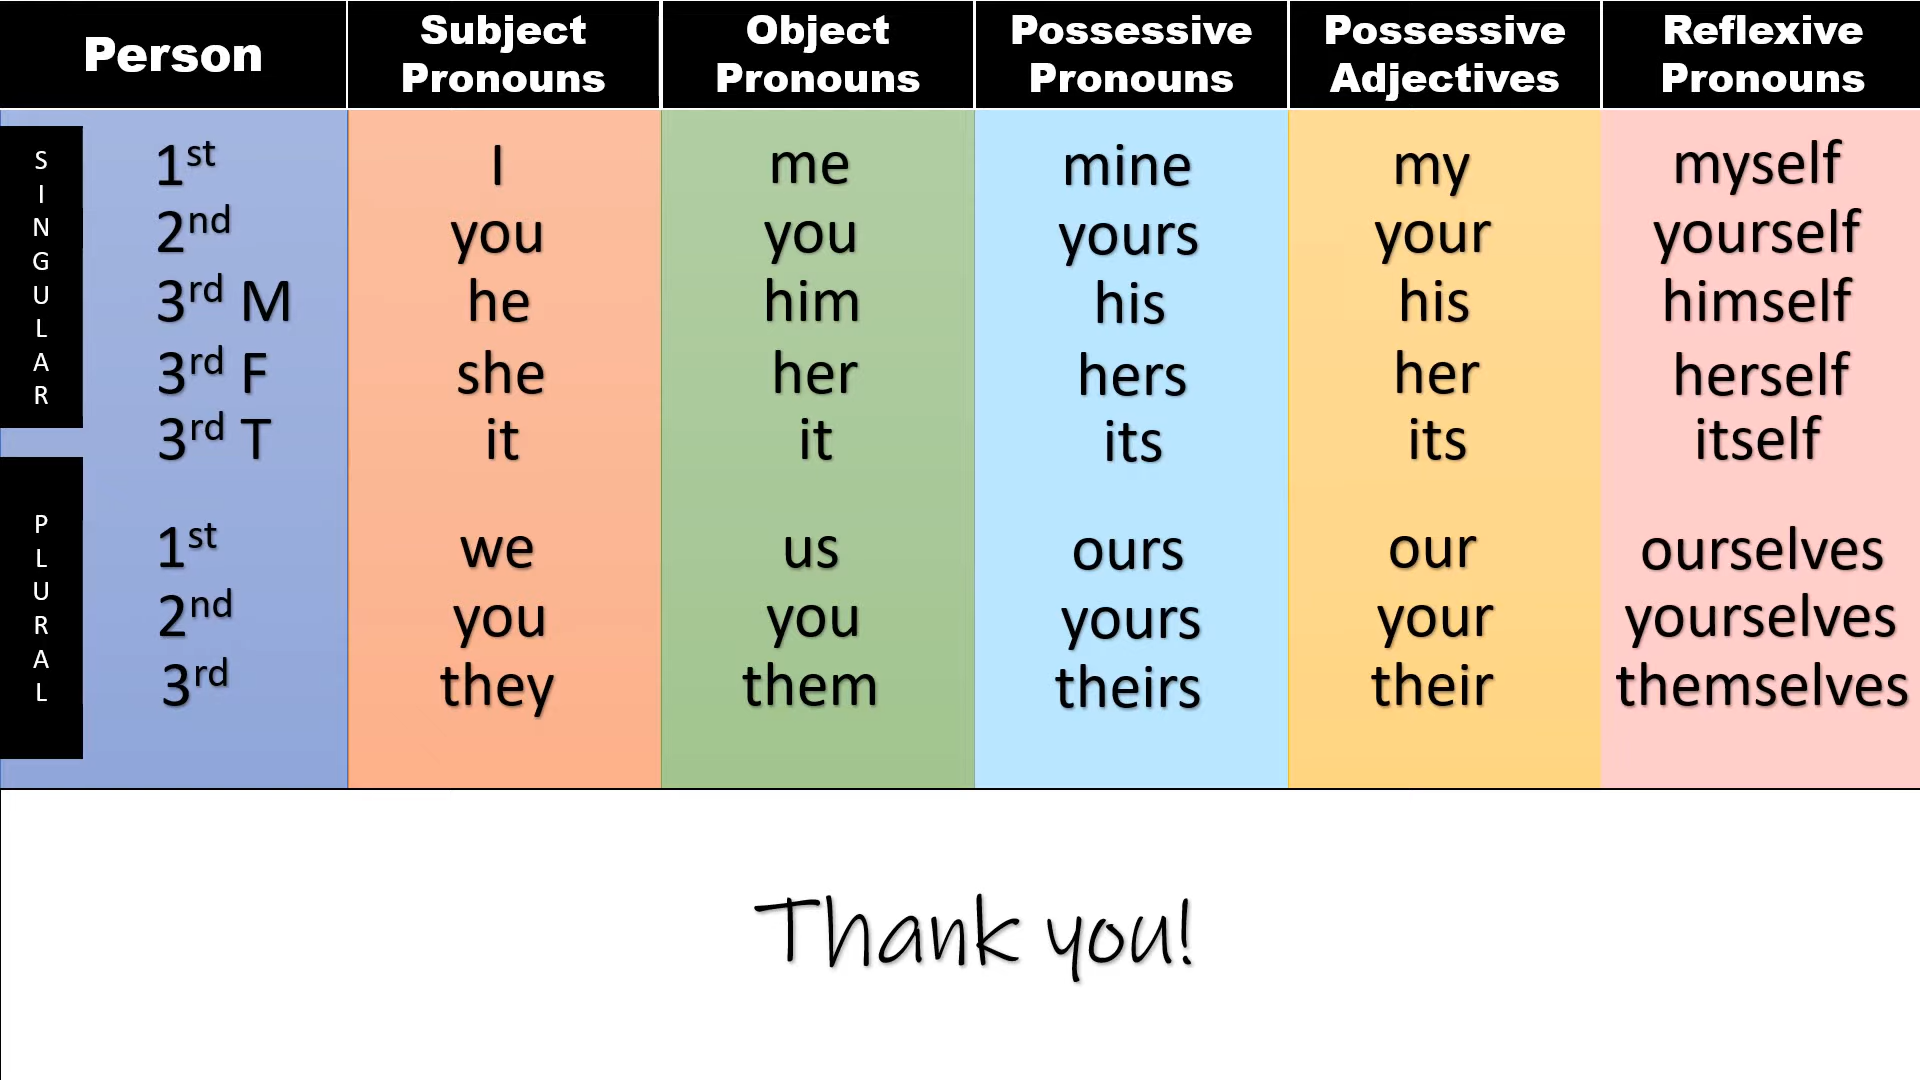 Person Subject Pronouns Object Pronouns Possessive Pronouns Possessive Adjectives Reflexive Pronouns
SINGULAR
1st I me mine my myself
2nd you you yours your yourself
3rd M he him his his himself
3rd F she her hers her herself
3rd T it it its its itself
PLURAL
1st we us ours our ourselves
2nd you you yours your yourselves
3rd they them theirs their themselves
Thank you!